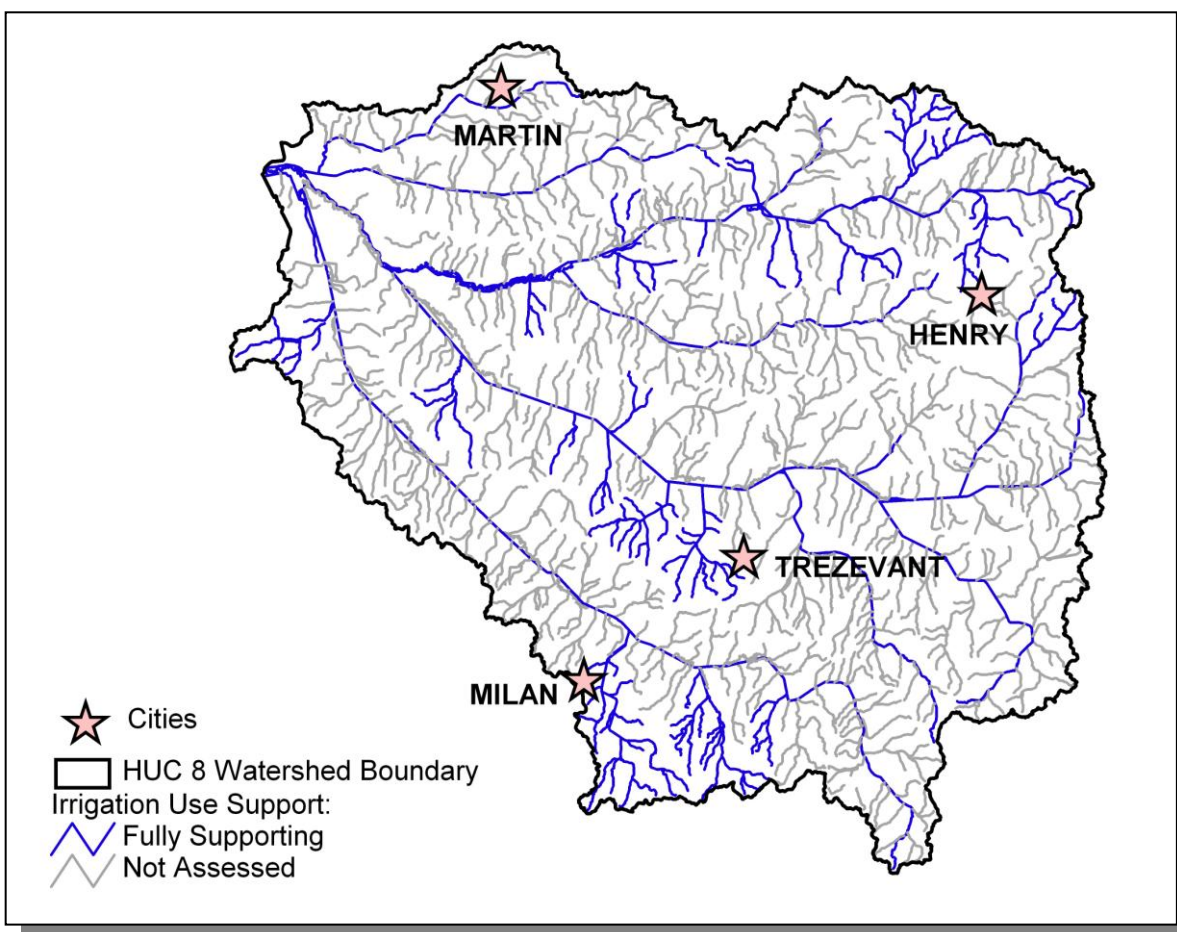 MARTIN
HENRY
TREZEVANT
MILAN
Cities
HUC 8 Watershed Boundary
Irrigation Use Support:
Fully Supporting
Not Assessed